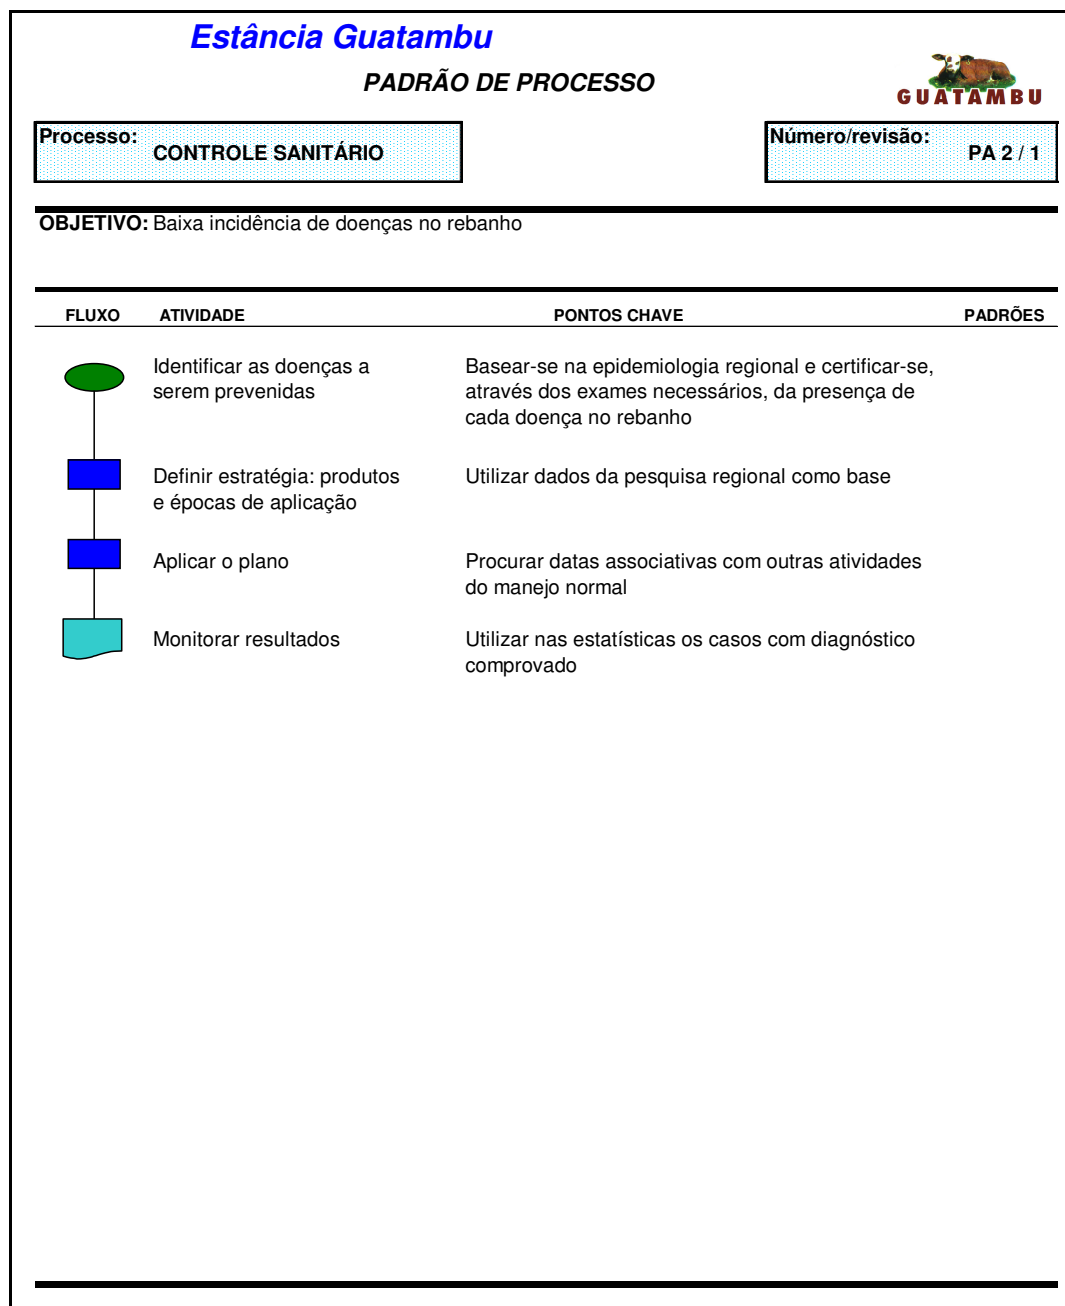 Estância Guatambu
PADRÃO DE PROCESSO
GUATAMBU
Processo:
CONTROLE SANITÁRIO
Número/revisão:
PA 2 / 1
OBJETIVO: Baixa incidência de doenças no rebanho
FLUXO ATIVIDADE PONTOS CHAVE PADRÕES
Identificar as doenças a
serem prevenidas
Basear-se na epidemiologia regional e certificar-se,
através dos exames necessários, da presença de
cada doença no rebanho
Definir estratégia: produtos
e épocas de aplicação
Utilizar dados da pesquisa regional como base
Aplicar o plano
Procurar datas associativas com outras atividades
do manejo normal
Monitorar resultados
Utilizar nas estatísticas os casos com diagnóstico
comprovado